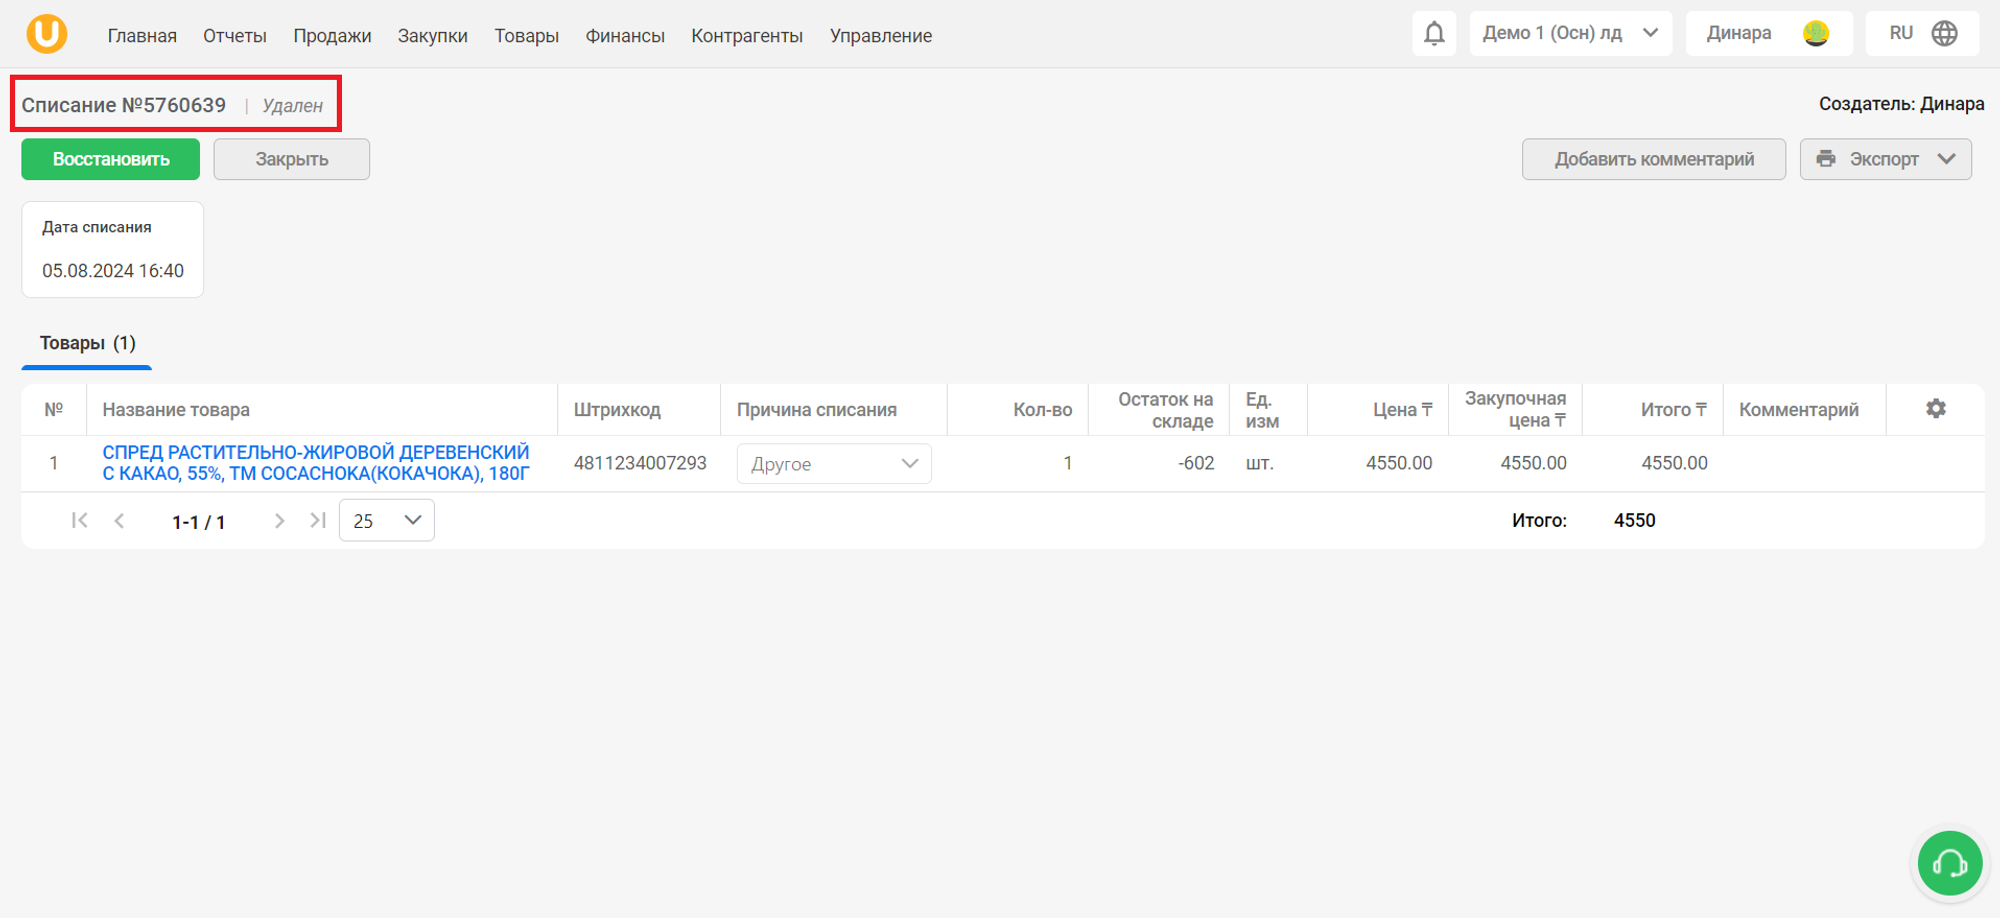 U
Главная Отчеты Продажи Закупки Товары Финансы Контрагенты Управление Демо 1 (Осн) лд Динара RU
Списание №5760639 | Удален Создатель: Динара
Восстановить Закрыть Добавить комментарий Экспорт
Дата списания
05.08.2024 16:40
Товары (1)
№ Название товара Штрихкод Причина списания Кол-во Остаток на складе Ед. изм Цена ₸ Закупочная цена ₸ Итого ₸ Комментарий
1 СПРЕД РАСТИТЕЛЬНО-ЖИРОВОЙ ДЕРЕВЕНСКИЙ
С КАКАО, 55%, ТМ COCACHOKA(КОКАЧОКА), 180Г 4811234007293 Другое 1 -602 шт. 4550.00 4550.00 4550.00
1-1 / 1 25 Итого: 4550